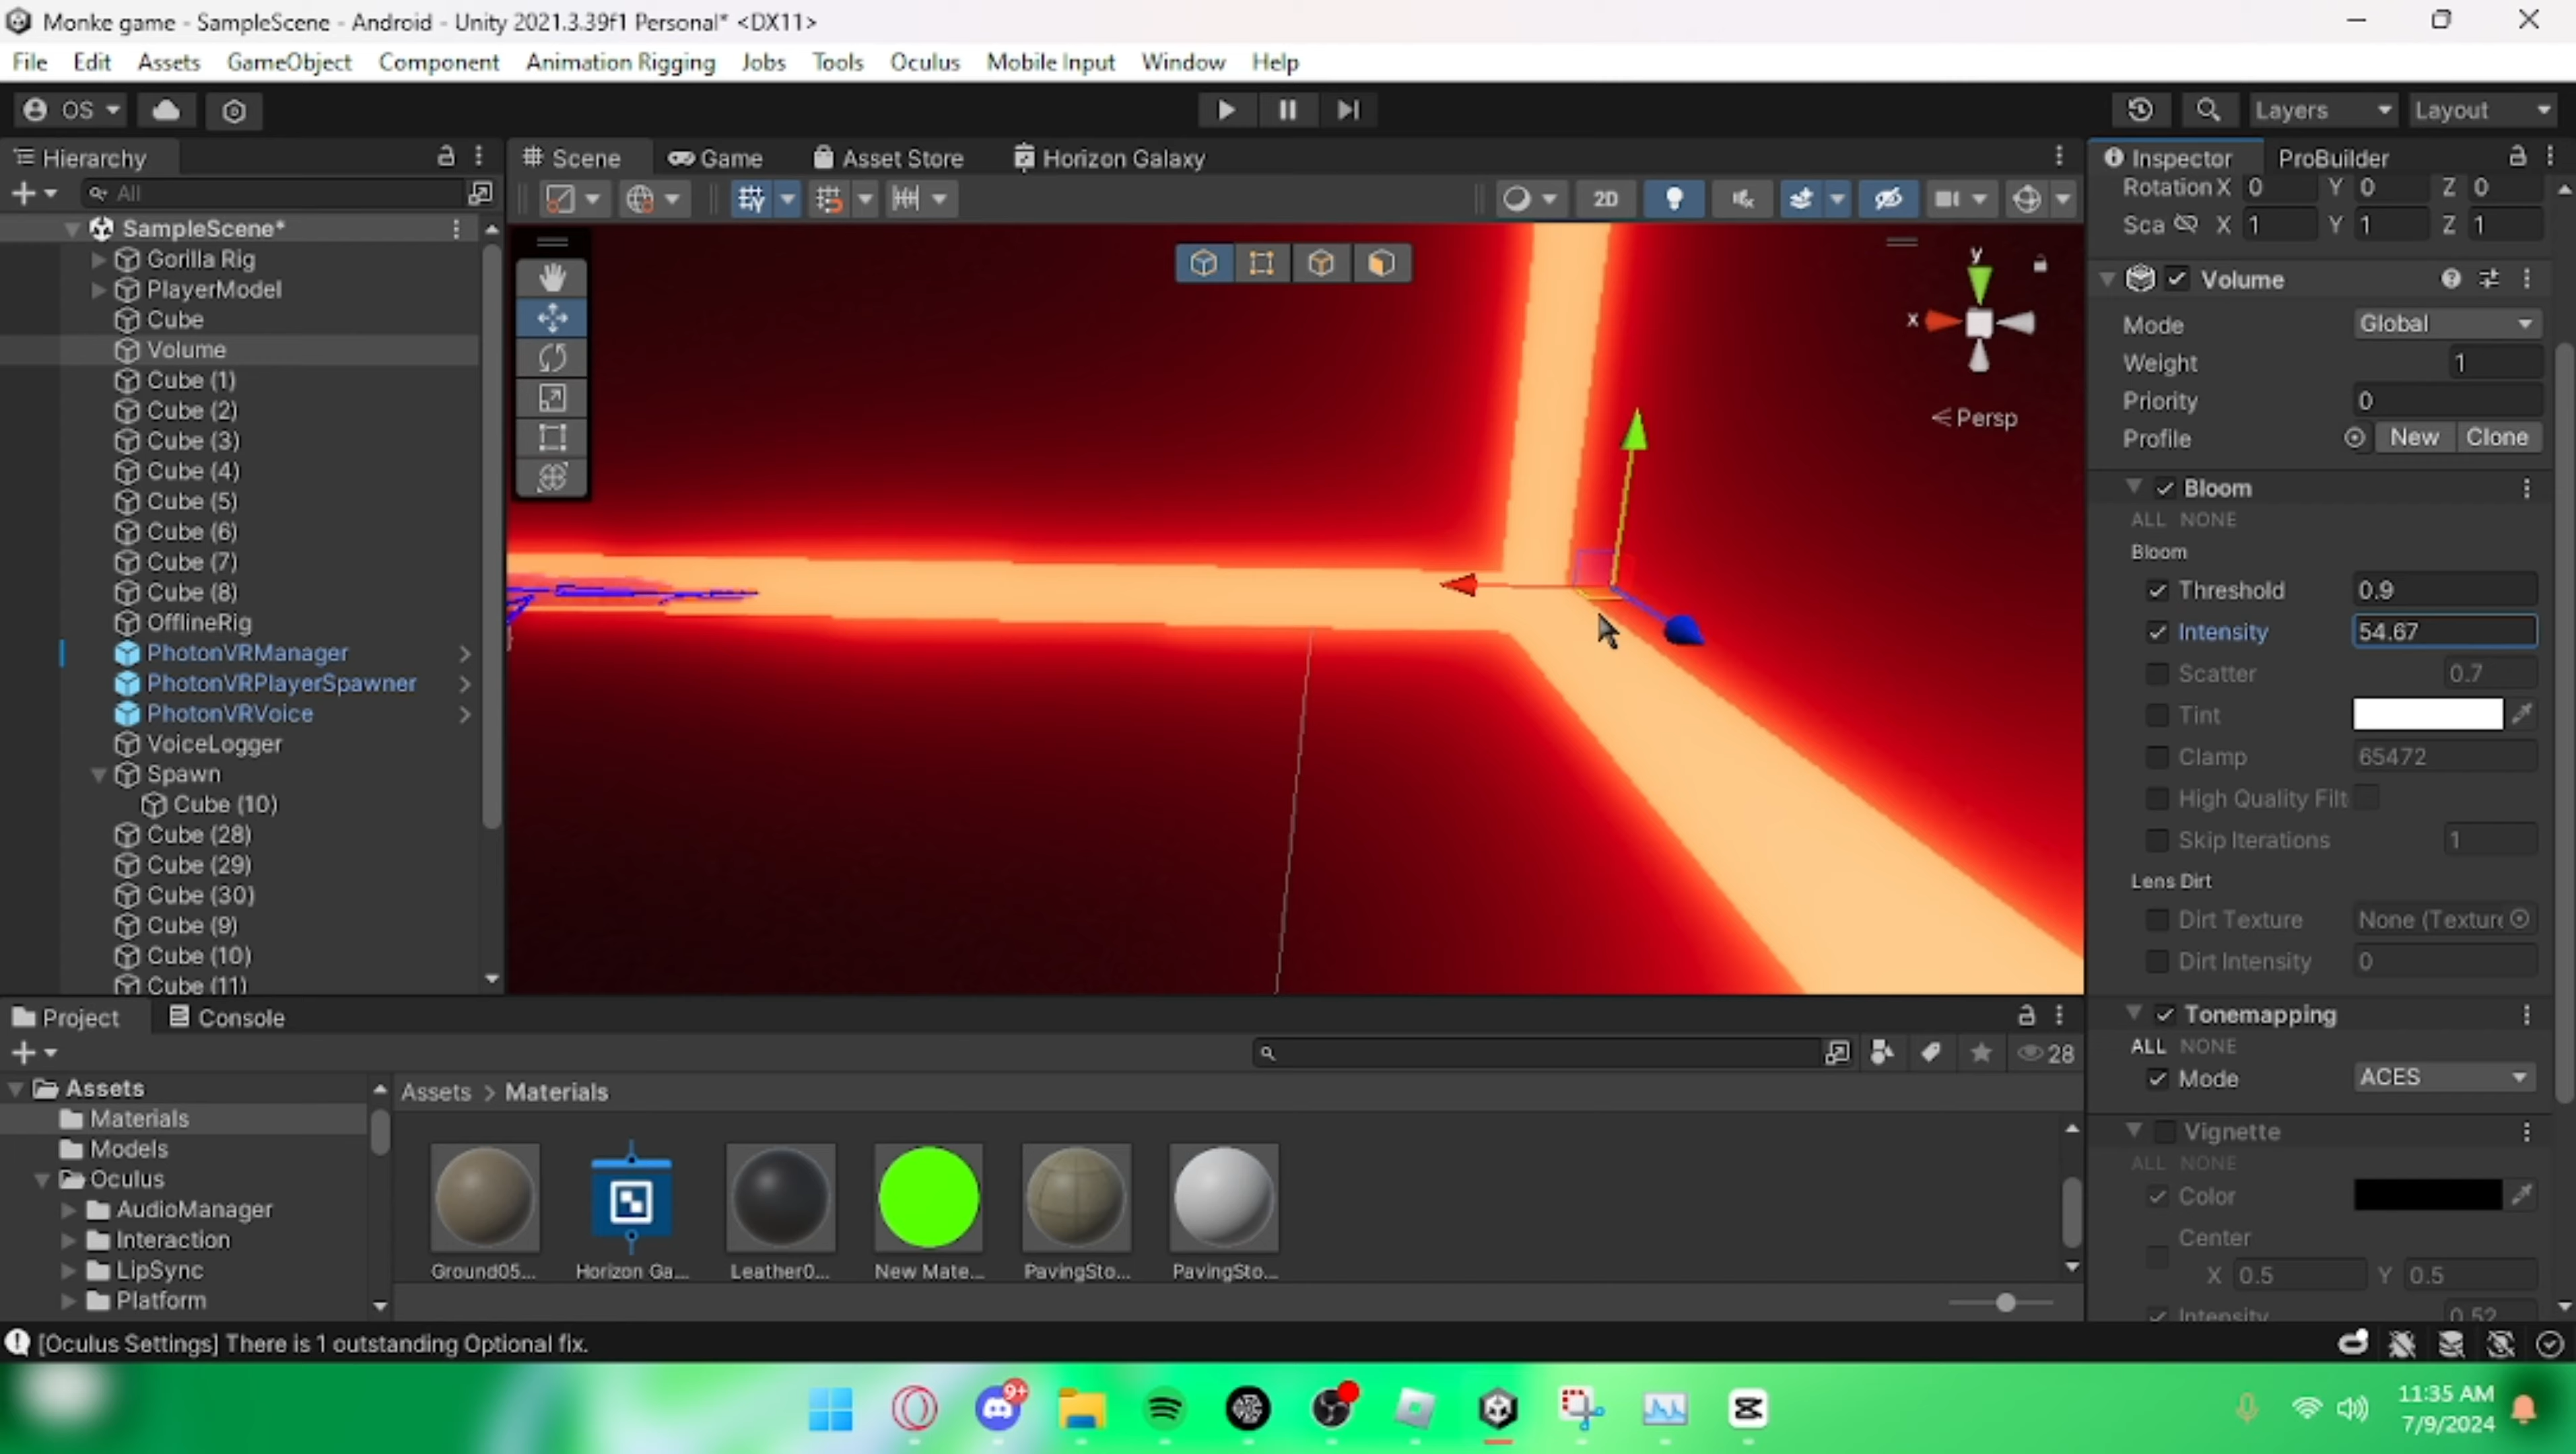 Monke game - SampleScene - Android - Unity 2021.3.39f1 Personal* <DX11>
File Edit Assets GameObject Component Animation Rigging Jobs Tools Oculus Mobile Input Window Help
OS Layers Layout
Hierarchy
All
SampleScene*
Gorilla Rig
PlayerModel
Cube
Volume
Cube (1)
Cube (2)
Cube (3)
Cube (4)
Cube (5)
Cube (6)
Cube (7)
Cube (8)
OfflineRig
PhotonVRManager
PhotonVRPlayerSpawner
PhotonVRVoice
VoiceLogger
Spawn
Cube (10)
Cube (28)
Cube (29)
Cube (30)
Cube (9)
Cube (10)
Cube (11)
Scene Game Asset Store Horizon Galaxy
2D
y
x
< Persp
Inspector ProBuilder
Rotation X 0 Y 0 Z 0
Sca X 1 Y 1 Z 1
Volume
Mode Global
Weight 1
Priority 0
Profile New Clone
Bloom
ALL NONE
Bloom
Threshold 0.9
Intensity 54.67
Scatter 0.7
Tint
Clamp 65472
High Quality Filt
Skip Iterations 1
Lens Dirt
Dirt Texture None (Texture
Dirt Intensity 0
Tonemapping
ALL NONE
Mode ACES
Vignette
ALL NONE
Color
Center
X 0.5 Y 0.5
Intensity 0.52
Project Console
28
Assets
Materials
Models
Oculus
AudioManager
Interaction
LipSync
Platform
Assets > Materials
Ground05... Horizon Ga... Leather0... New Mate... PavingSto... PavingSto...
[Oculus Settings] There is 1 outstanding Optional fix.
9+
11:35 AM
7/9/2024